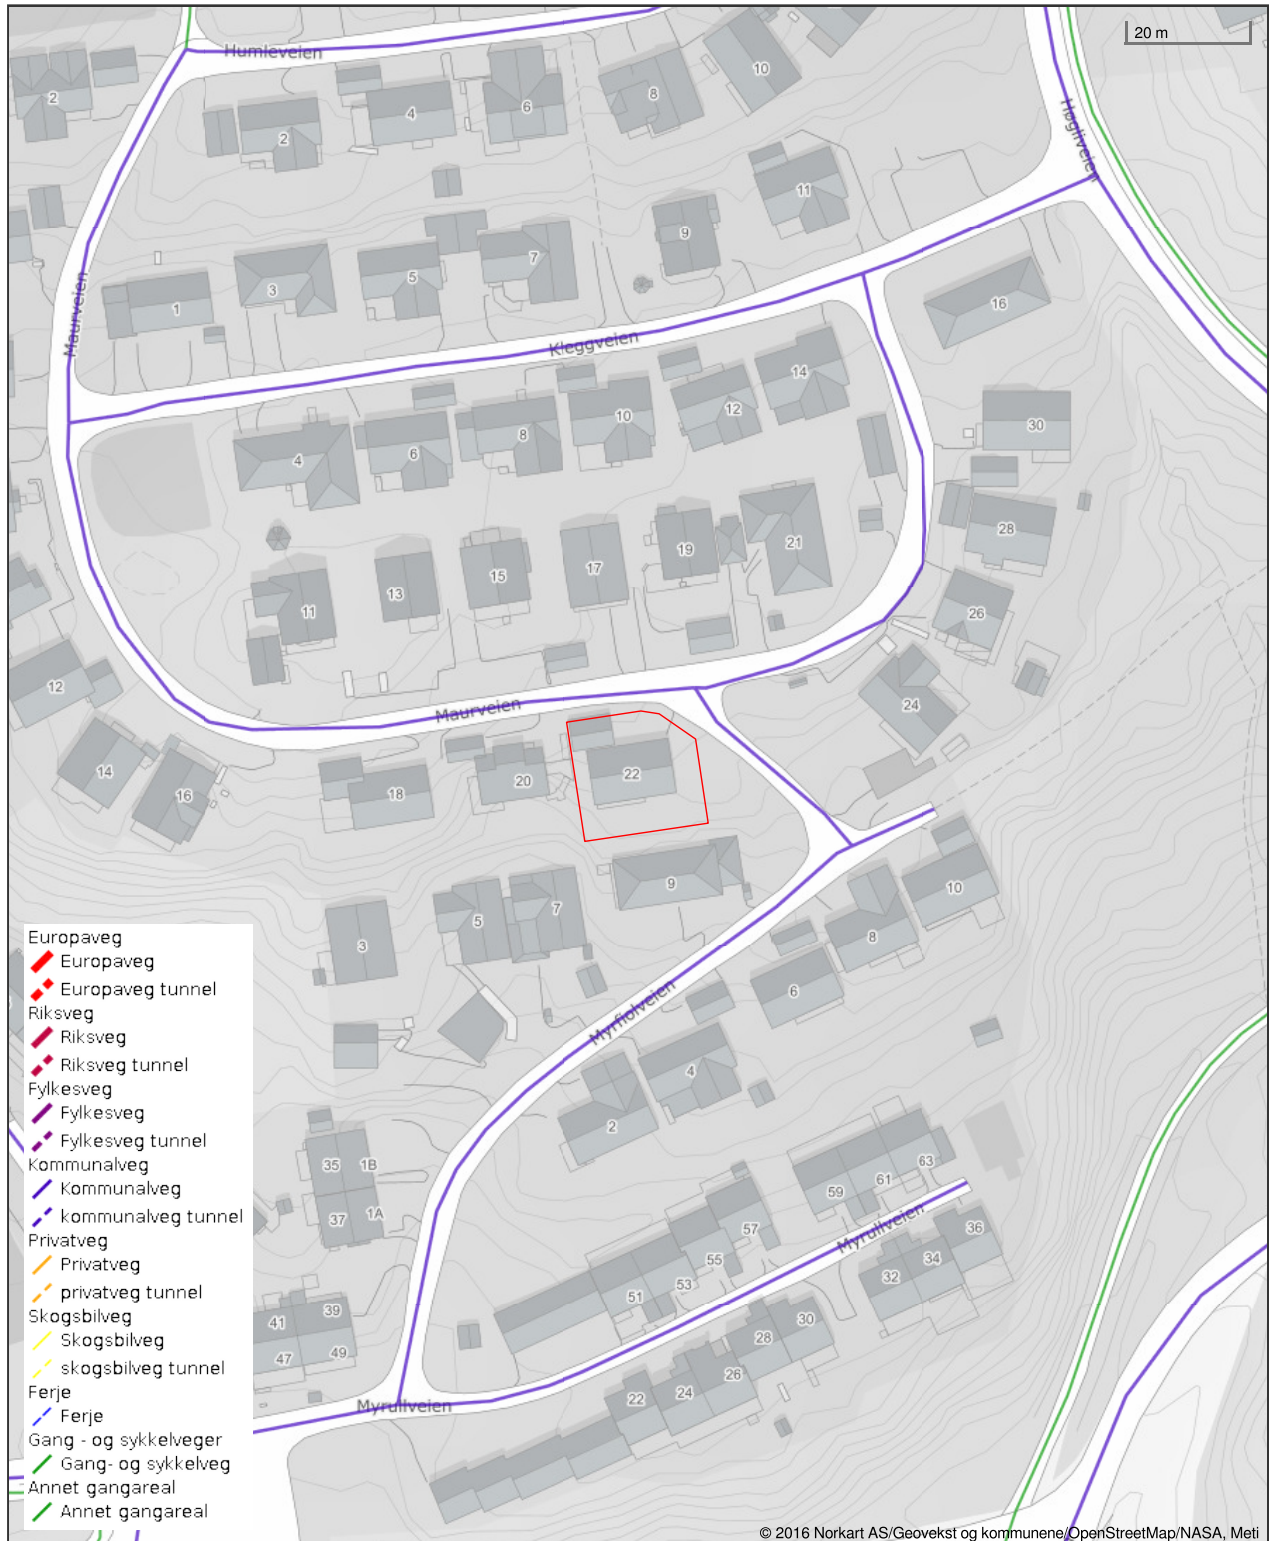 20 m
Humleveien
2
2
4
6
8
10
Høgliveien
11
9
7
5
3
1
Maurveien
16
Kleggveien
14
12
10
8
6
4
30
28
26
24
21
19
17
15
13
11
12
14
16
Maurveien
18
20
22
9
7
5
3
10
8
6
Myrfiolveien
4
2
35
1B
37
1A
41
39
47
49
59
61
63
57
55
53
51
Myrullveien
36
34
32
30
28
26
24
22
Myrullveien
Europaveg
Europaveg
Europaveg tunnel
Riksveg
Riksveg
Riksveg tunnel
Fylkesveg
Fylkesveg
Fylkesveg tunnel
Kommunalveg
Kommunalveg
kommunalveg tunnel
Privatveg
Privatveg
privatveg tunnel
Skogsbilveg
Skogsbilveg
skogsbilveg tunnel
Ferje
Ferje
Gang - og sykkelveger
Gang- og sykkelveg
Annet gangareal
Annet gangareal
© 2016 Norkart AS/Geovekst og kommunene/OpenStreetMap/NASA, Meti